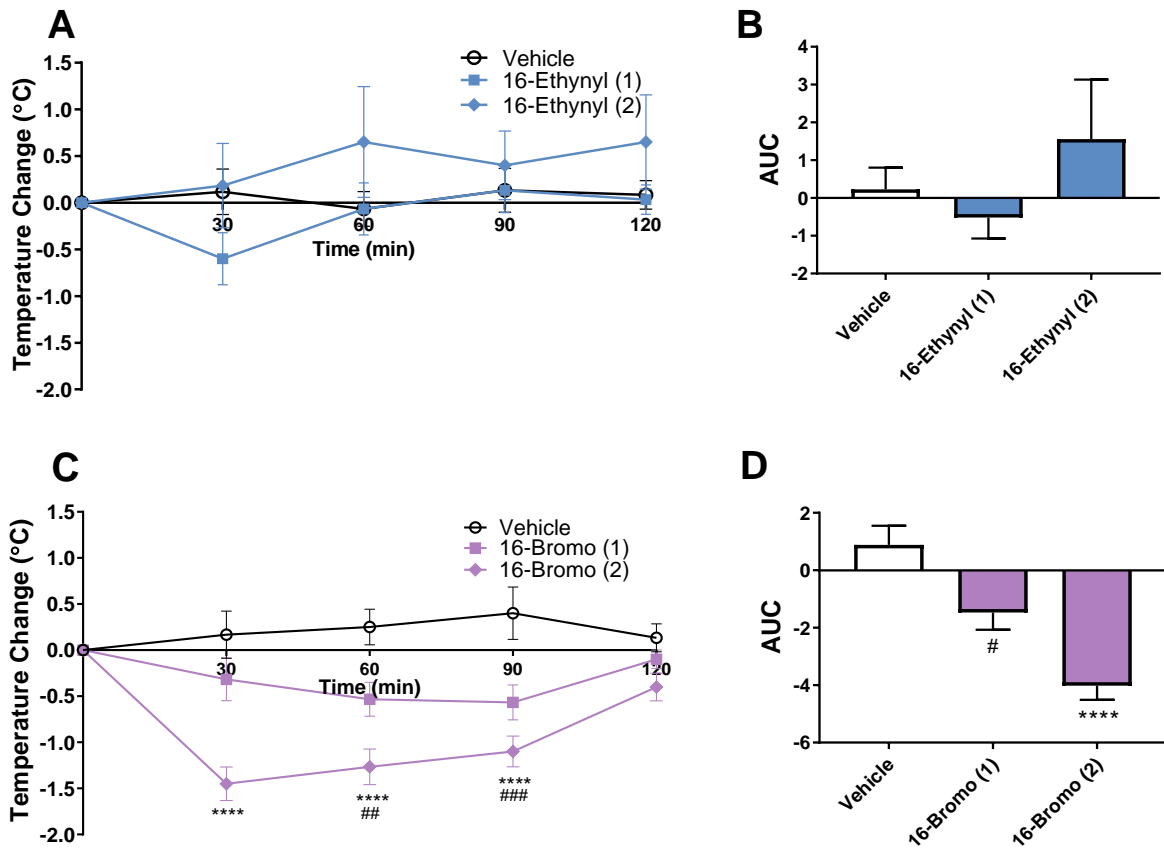 A
Temperature Change (°C)
1.5
1.0
0.5
0.0
-0.5
-1.0
-1.5
-2.0
30
60
90
120
Time (min)
Vehicle
16-Ethynyl (1)
16-Ethynyl (2)
B
AUC
4
3
2
1
0
-1
-2
Vehicle
16-Ethynyl (1)
16-Ethynyl (2)
C
Temperature Change (°C)
1.5
1.0
0.5
0.0
-0.5
-1.0
-1.5
-2.0
30
60
90
120
Time (min)
Vehicle
16-Bromo (1)
16-Bromo (2)
****
****
##
****
###
D
AUC
2
0
-2
-4
-6
#
****
Vehicle
16-Bromo (1)
16-Bromo (2)